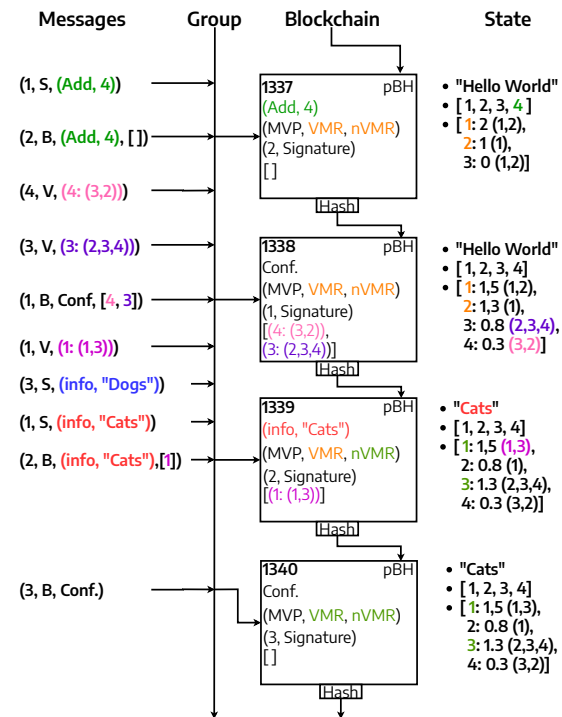 Messages Group Blockchain State
(1, S, (Add, 4))
(2, B, (Add, 4), [ ])
(4, V, (4: (3,2)))
(3, V, (3: (2,3,4)))
(1, B, Conf, [4, 3])
(1, V, (1: (1,3)))
(3, S, (info, "Dogs"))
(1, S, (info, "Cats"))
(2, B, (info, "Cats"),[1])
(3, B, Conf.)
1337 pBH
(Add, 4)
(MVP, VMR, nVMR)
(2, Signature)
[ ]
Hash
1338 pBH
Conf.
(MVP, VMR, nVMR)
(1, Signature)
[(4: (3,2)),
(3: (2,3,4))]
Hash
1339 pBH
(info, "Cats")
(MVP, VMR, nVMR)
(2, Signature)
[(1: (1,3))]
Hash
1340 pBH
Conf.
(MVP, VMR, nVMR)
(3, Signature)
[ ]
Hash
• "Hello World"
• [ 1, 2, 3, 4 ]
• [ 1: 2 (1,2),
2: 1 (1),
3: 0 (1,2)]
• "Hello World"
• [ 1, 2, 3, 4]
• [ 1: 1,5 (1,2),
2: 1,3 (1),
3: 0.8 (2,3,4),
4: 0.3 (3,2)]
• "Cats"
• [ 1, 2, 3, 4]
• [ 1: 1,5 (1,3),
2: 0.8 (1),
3: 1.3 (2,3,4),
4: 0.3 (3,2)]
• "Cats"
• [ 1, 2, 3, 4]
• [ 1: 1,5 (1,3),
2: 0.8 (1),
3: 1.3 (2,3,4),
4: 0.3 (3,2)]